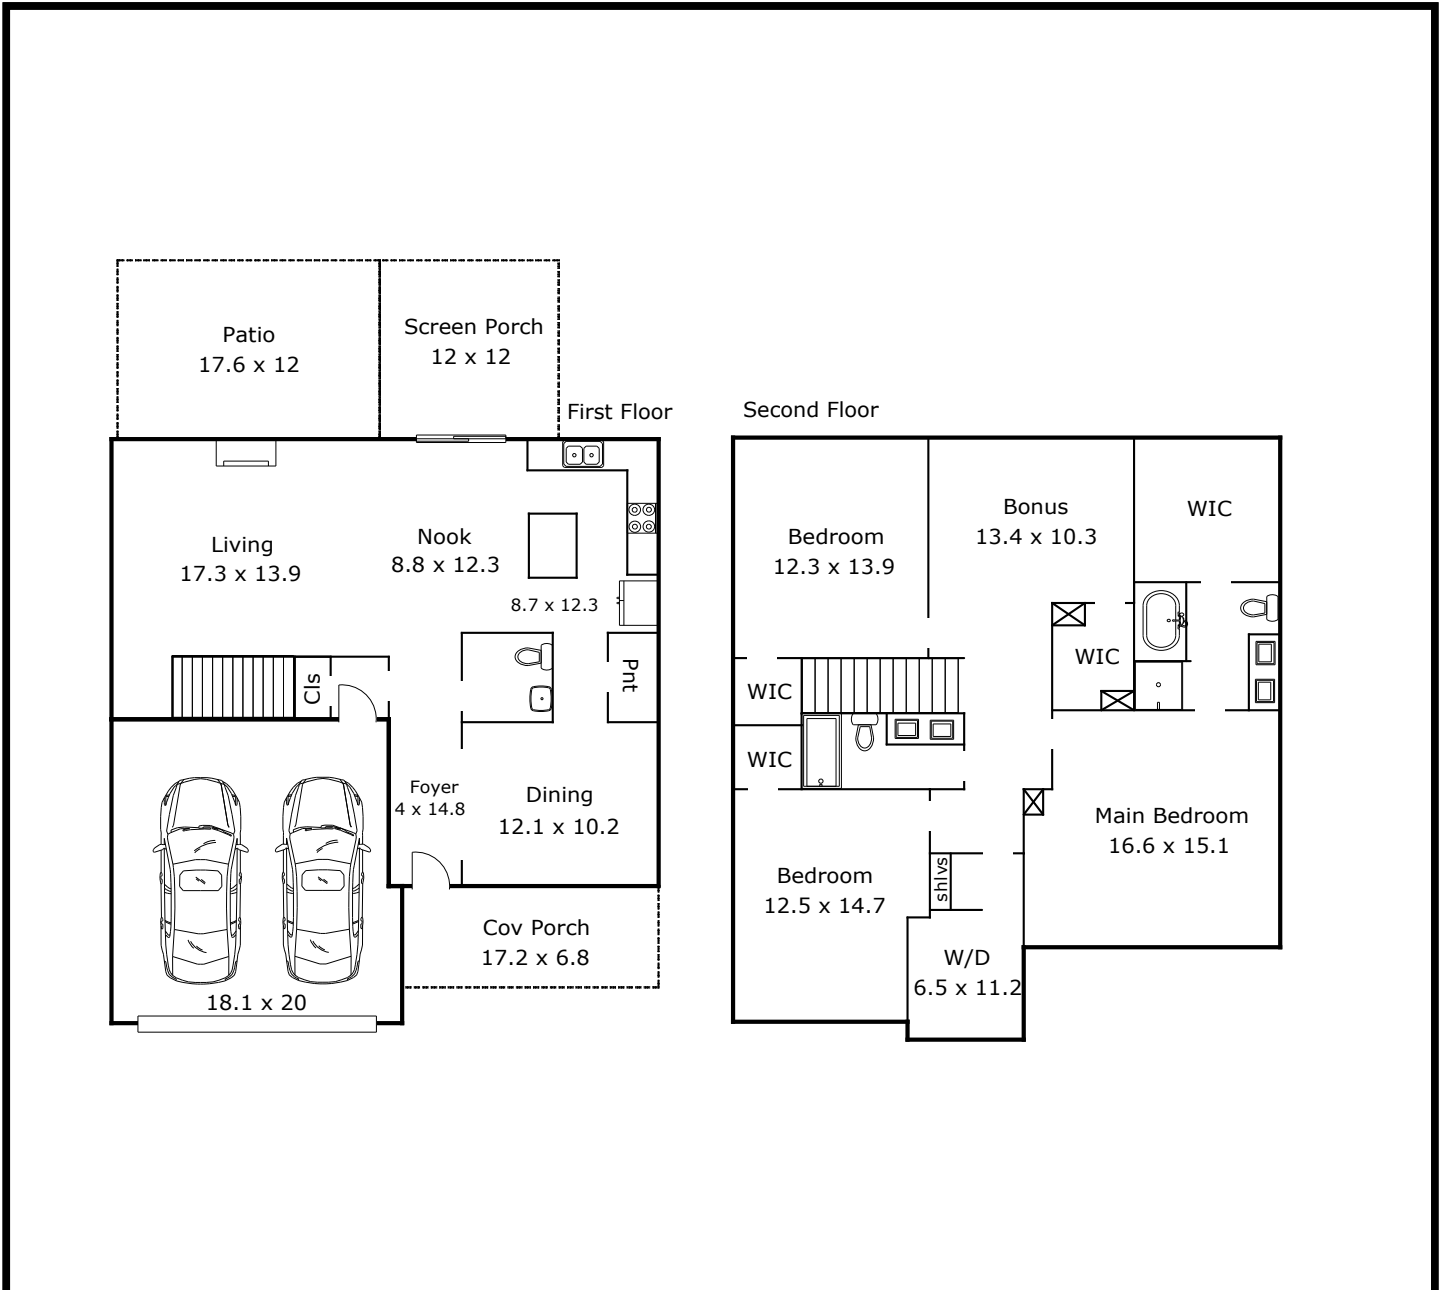 Patio
17.6 x 12
Screen Porch
12 x 12
First Floor
Living
17.3 x 13.9
Nook
8.8 x 12.3
8.7 x 12.3
Cls
Pnt
Foyer
4 x 14.8
Dining
12.1 x 10.2
Cov Porch
17.2 x 6.8
18.1 x 20
Second Floor
Bedroom
12.3 x 13.9
Bonus
13.4 x 10.3
WIC
WIC
WIC
WIC
Main Bedroom
16.6 x 15.1
Bedroom
12.5 x 14.7
shlvs
W/D
6.5 x 11.2